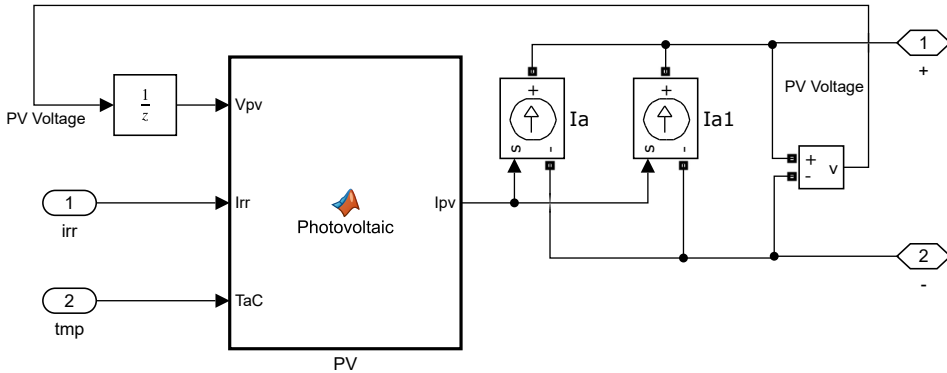 1
+
PV Voltage
+
+
1
z
Vpv
Ia
Ia1
PV Voltage
s
-
s
-
+
-
v
1
irr
Irr
Ipv
Photovoltaic
2
-
2
tmp
TaC
PV